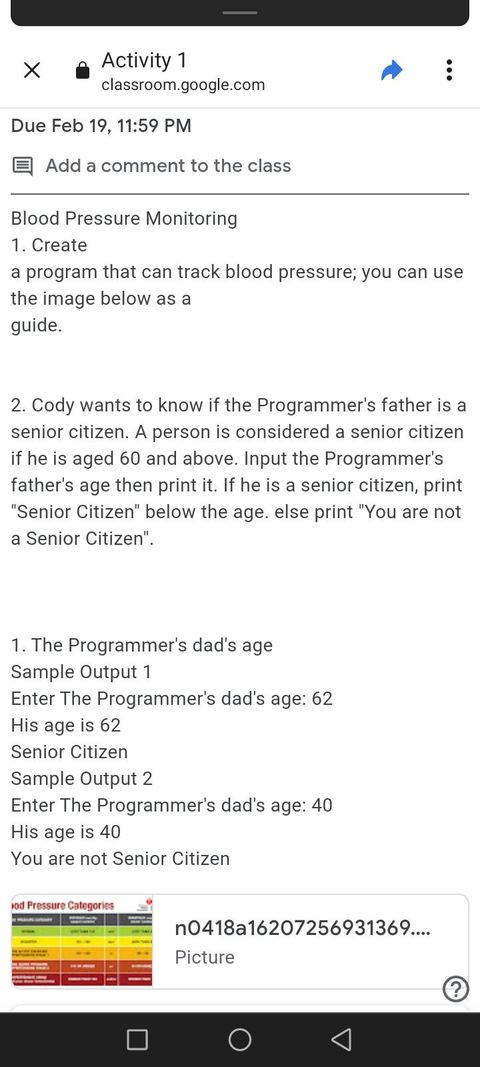 Activity 1
classroom.google.com
Due Feb 19, 11:59 PM
Add a comment to the class
Blood Pressure Monitoring
1. Create
a program that can track blood pressure; you can use
the image below as a
guide.
2. Cody wants to know if the Programmer's father is a
senior citizen. A person is considered a senior citizen
if he is aged 60 and above. Input the Programmer's
father's age then print it. If he is a senior citizen, print
"Senior Citizen" below the age. else print "You are not
a Senior Citizen".
1. The Programmer's dad's age
Sample Output 1
Enter The Programmer's dad's age: 62
His age is 62
Senior Citizen
Sample Output 2
Enter The Programmer's dad's age: 40
His age is 40
You are not Senior Citizen
od Pressure Categories
n0418a16207256931369....
Picture